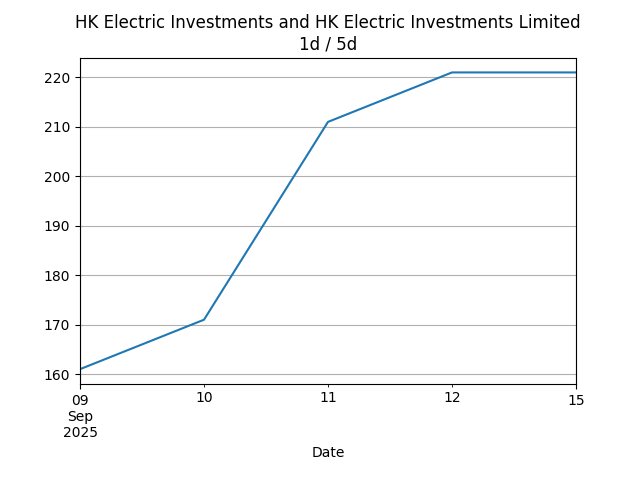 HK Electric Investments and HK Electric Investments Limited
1d / 5d
220
210
200
190
180
170
160
09 10 11 12 15
Sep
2025
Date